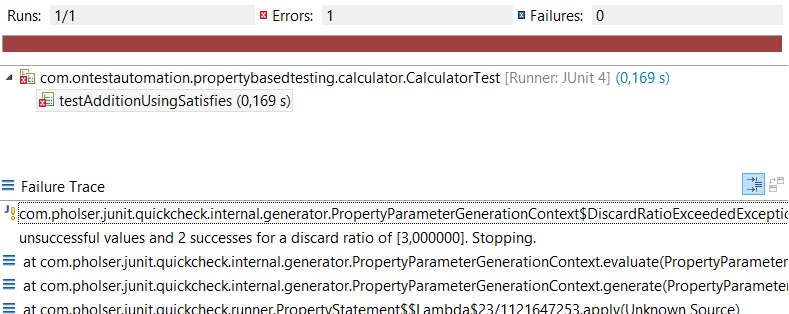 Runs: 1/1 Errors: 1 Failures: 0
com.ontestautomation.propertybasedtesting.calculator.CalculatorTest [Runner: JUnit 4] (0,169 s)
testAdditionUsingSatisfies (0,169 s)
Failure Trace
com.pholser.junit.quickcheck.internal.generator.PropertyParameterGenerationContext$DiscardRatioExceededExceptic
unsuccessful values and 2 successes for a discard ratio of [3,000000]. Stopping.
at com.pholser.junit.quickcheck.internal.generator.PropertyParameterGenerationContext.evaluate(PropertyParameter
at com.pholser.junit.quickcheck.internal.generator.PropertyParameterGenerationContext.generate(PropertyParameter
at com.pholser.junit.quickcheck.runner.PropertyStatement$$Lambda$23/1121647253.apply(Unknown Source)